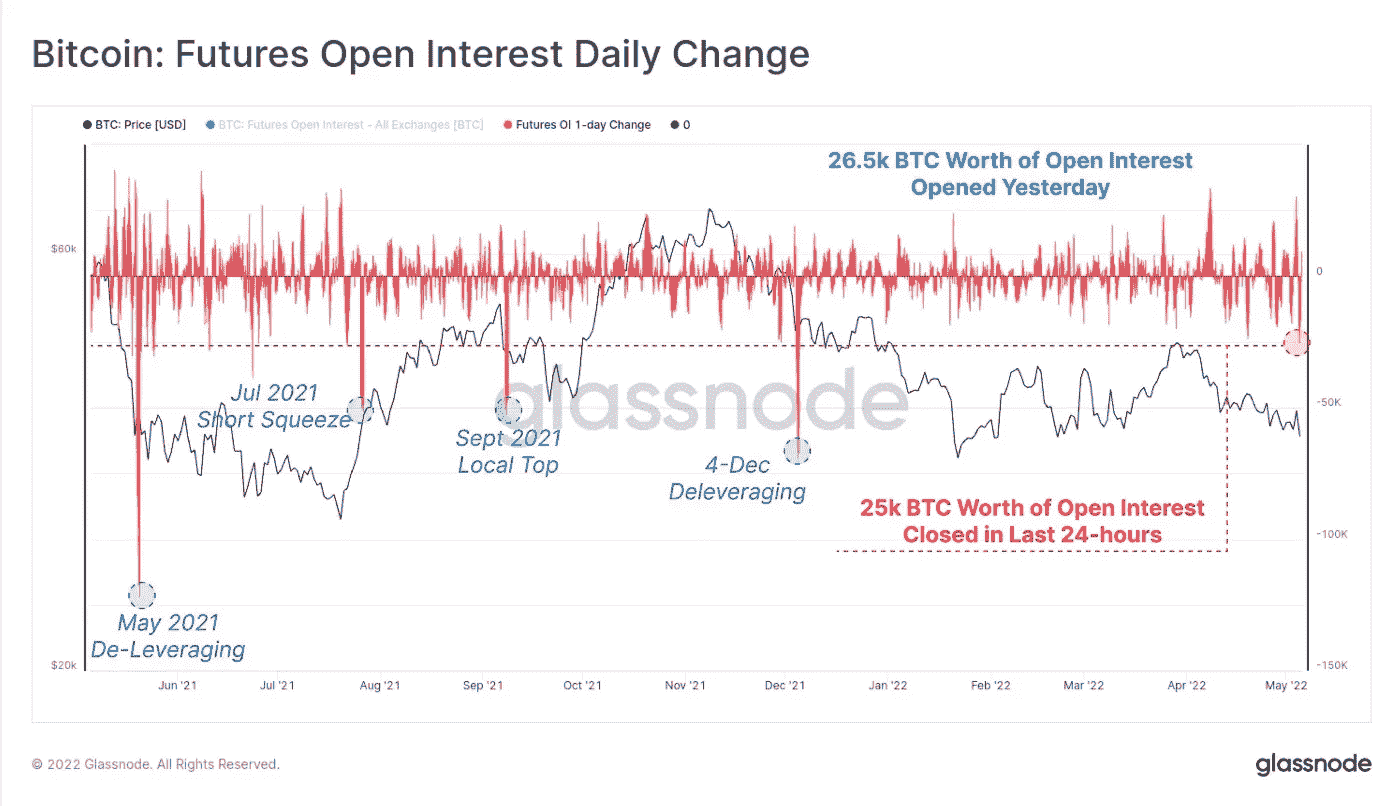 Bitcoin: Futures Open Interest Daily Change
BTC: Price [USD] BTC: Futures Open Interest - All Exchanges [BTC] Futures OI 1-day Change 0
26.5k BTC Worth of Open Interest
Opened Yesterday
$60k
0
glassnode
Jul 2021
Short Squeeze
-50K
Sept 2021
Local Top
4-Dec
Deleveraging
25k BTC Worth of Open Interest
Closed in Last 24-hours
-100K
May 2021
De-Leveraging
$20k
-150K
Jun '21 Jul '21 Aug '21 Sep '21 Oct '21 Nov '21 Dec '21 Jan '22 Feb '22 Mar '22 Apr '22 May '22
© 2022 Glassnode. All Rights Reserved.
glassnode